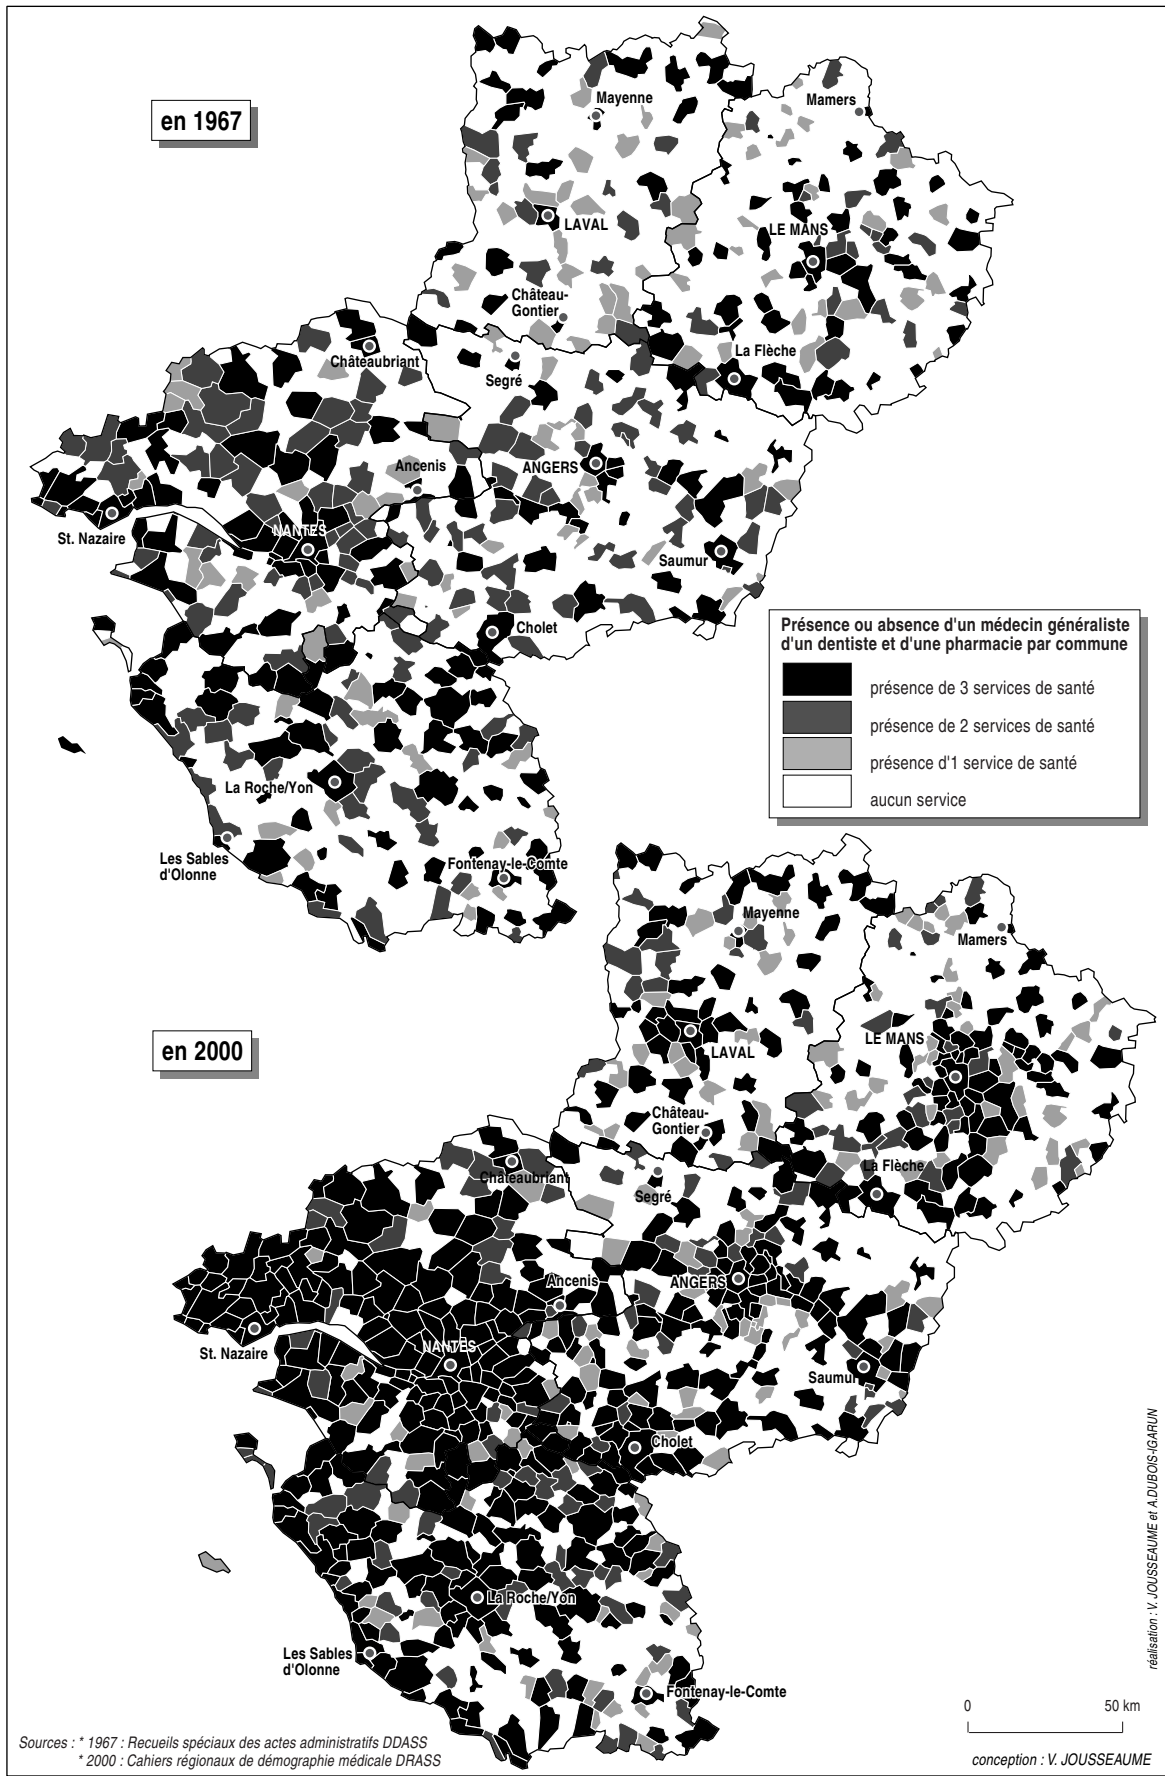 en 1967
Mayenne
Mamers
LAVAL
LE MANS
Château-
Gontier
Châteaubriant
Segré
La Flèche
Ancenis
ANGERS
St. Nazaire
NANTES
Saumur
Cholet
Présence ou absence d'un médecin généraliste
d'un dentiste et d'une pharmacie par commune
présence de 3 services de santé
présence de 2 services de santé
présence d'1 service de santé
aucun service
La Roche/Yon
Les Sables
d'Olonne
Fontenay-le-Comte
en 2000
Mayenne
Mamers
LAVAL
LE MANS
Château-
Gontier
Châteaubriant
Segré
La Flèche
Ancenis
ANGERS
St. Nazaire
NANTES
Saumur
Cholet
La Roche/Yon
Les Sables
d'Olonne
Fontenay-le-Comte
réalisation : V. JOUSSEAUME et A.DUBOIS-IGARUN
0 50 km
Sources : * 1967 : Recueils spéciaux des actes administratifs DDASS
* 2000 : Cahiers régionaux de démographie médicale DRASS
conception : V. JOUSSEAUME